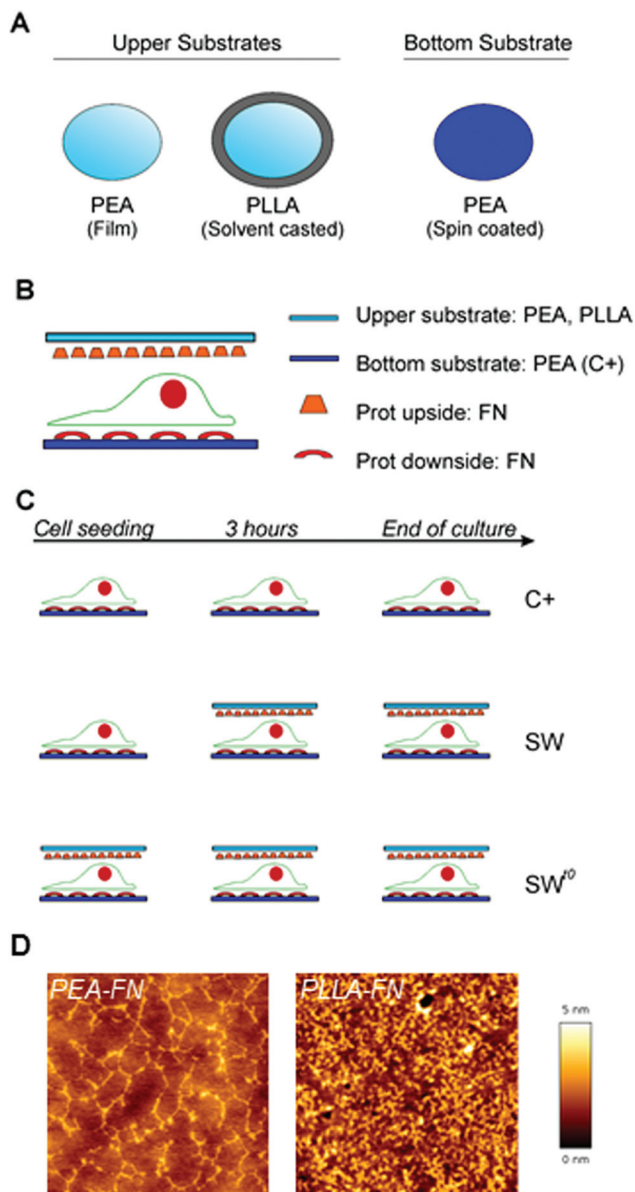 A
Upper Substrates
Bottom Substrate
PEA
(Film)
PLLA
(Solvent casted)
PEA
(Spin coated)
B
Upper substrate: PEA, PLLA
Bottom substrate: PEA (C+)
Prot upside: FN
Prot downside: FN
C
Cell seeding
3 hours
End of culture
C+
SW
SW^t0
D
PEA-FN
PLLA-FN
5 nm
0 nm